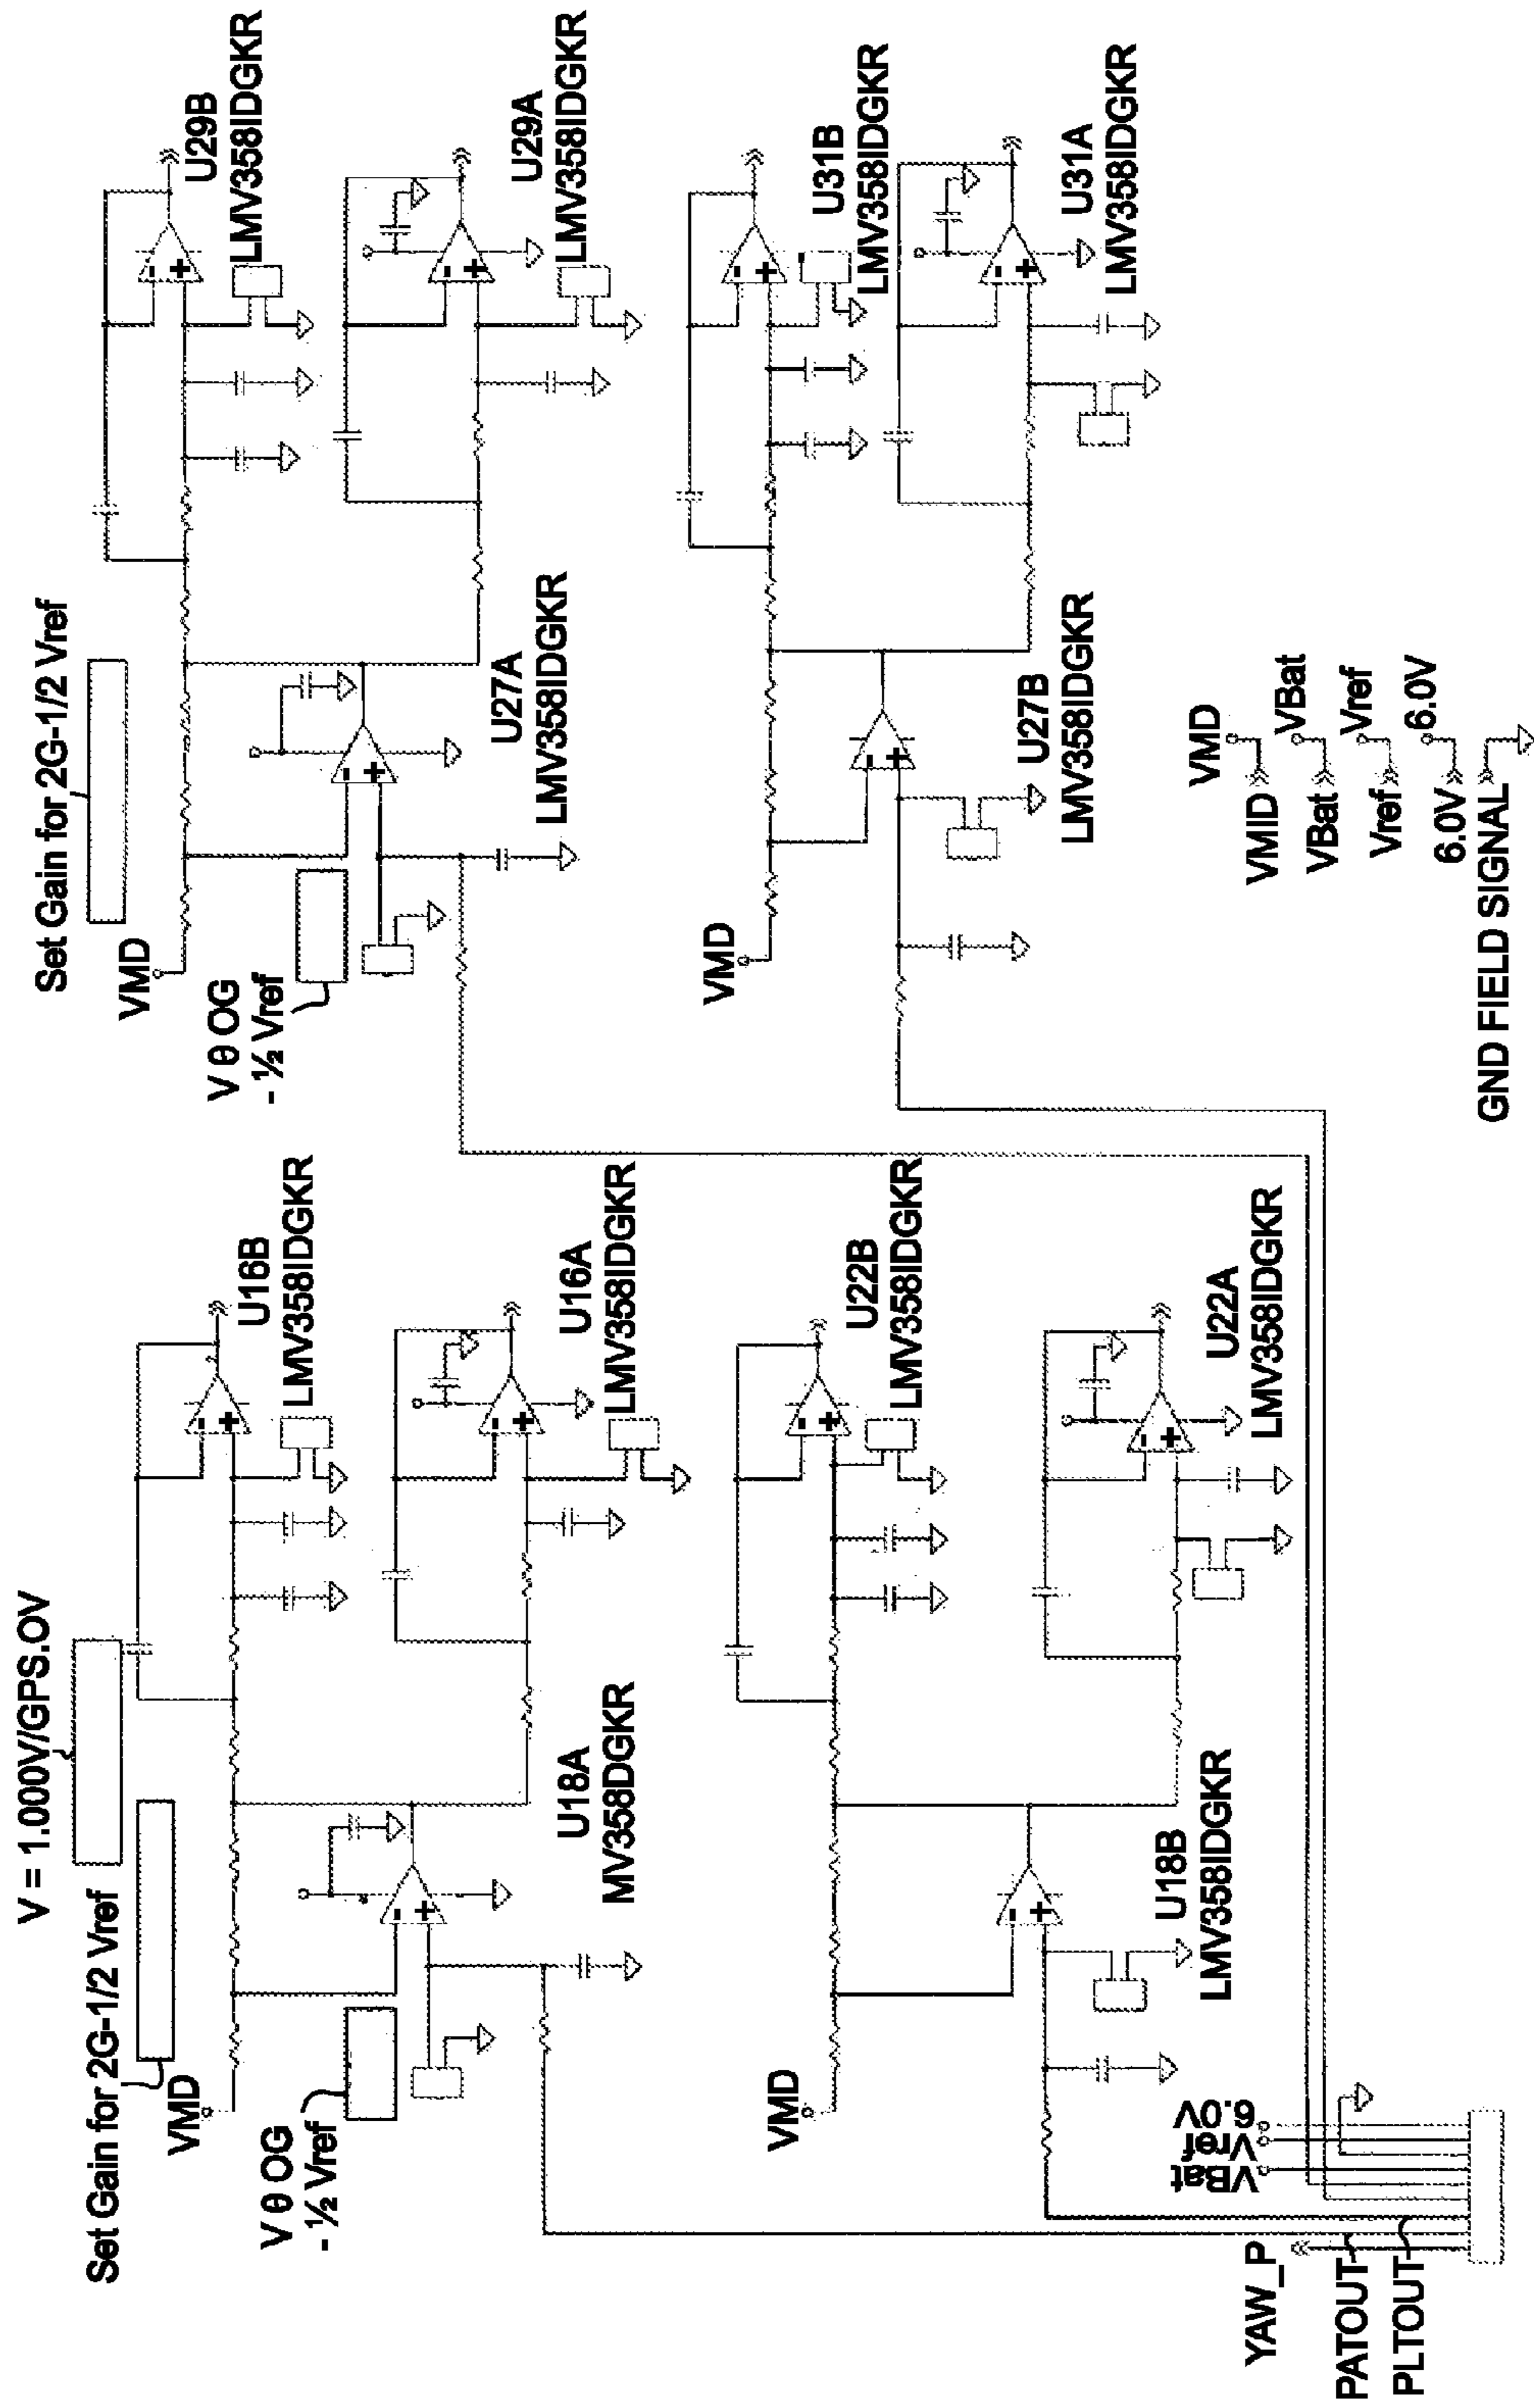 Set Gain for 2G-1/2 Vref
V = 1.000V/GPS.OV
VMD
V θ OG
- ½ Vref
U16B
LMV358IDGKR
U16A
LMV358IDGKR
U18A
MV358DGKR
VMD
U22B
LMV358IDGKR
U22A
LMV358IDGKR
U18B
LMV358IDGKR
YAW_P
PATOUT
PLTOUT
VBat
Vref
6.0V
Set Gain for 2G-1/2 Vref
VMD
V θ OG
- ½ Vref
U29B
LMV358IDGKR
U29A
LMV358IDGKR
U27A
LMV358IDGKR
VMD
U31B
LMV358IDGKR
U31A
LMV358IDGKR
U27B
LMV358IDGKR
VMD
VMID
VBat
VBat
Vref
Vref
6.0V
6.0V
GND FIELD SIGNAL
+
-
+
-
+
-
+
-
+
-
+
-
+
-
+
-
+
-
+
-
+
-
+
-